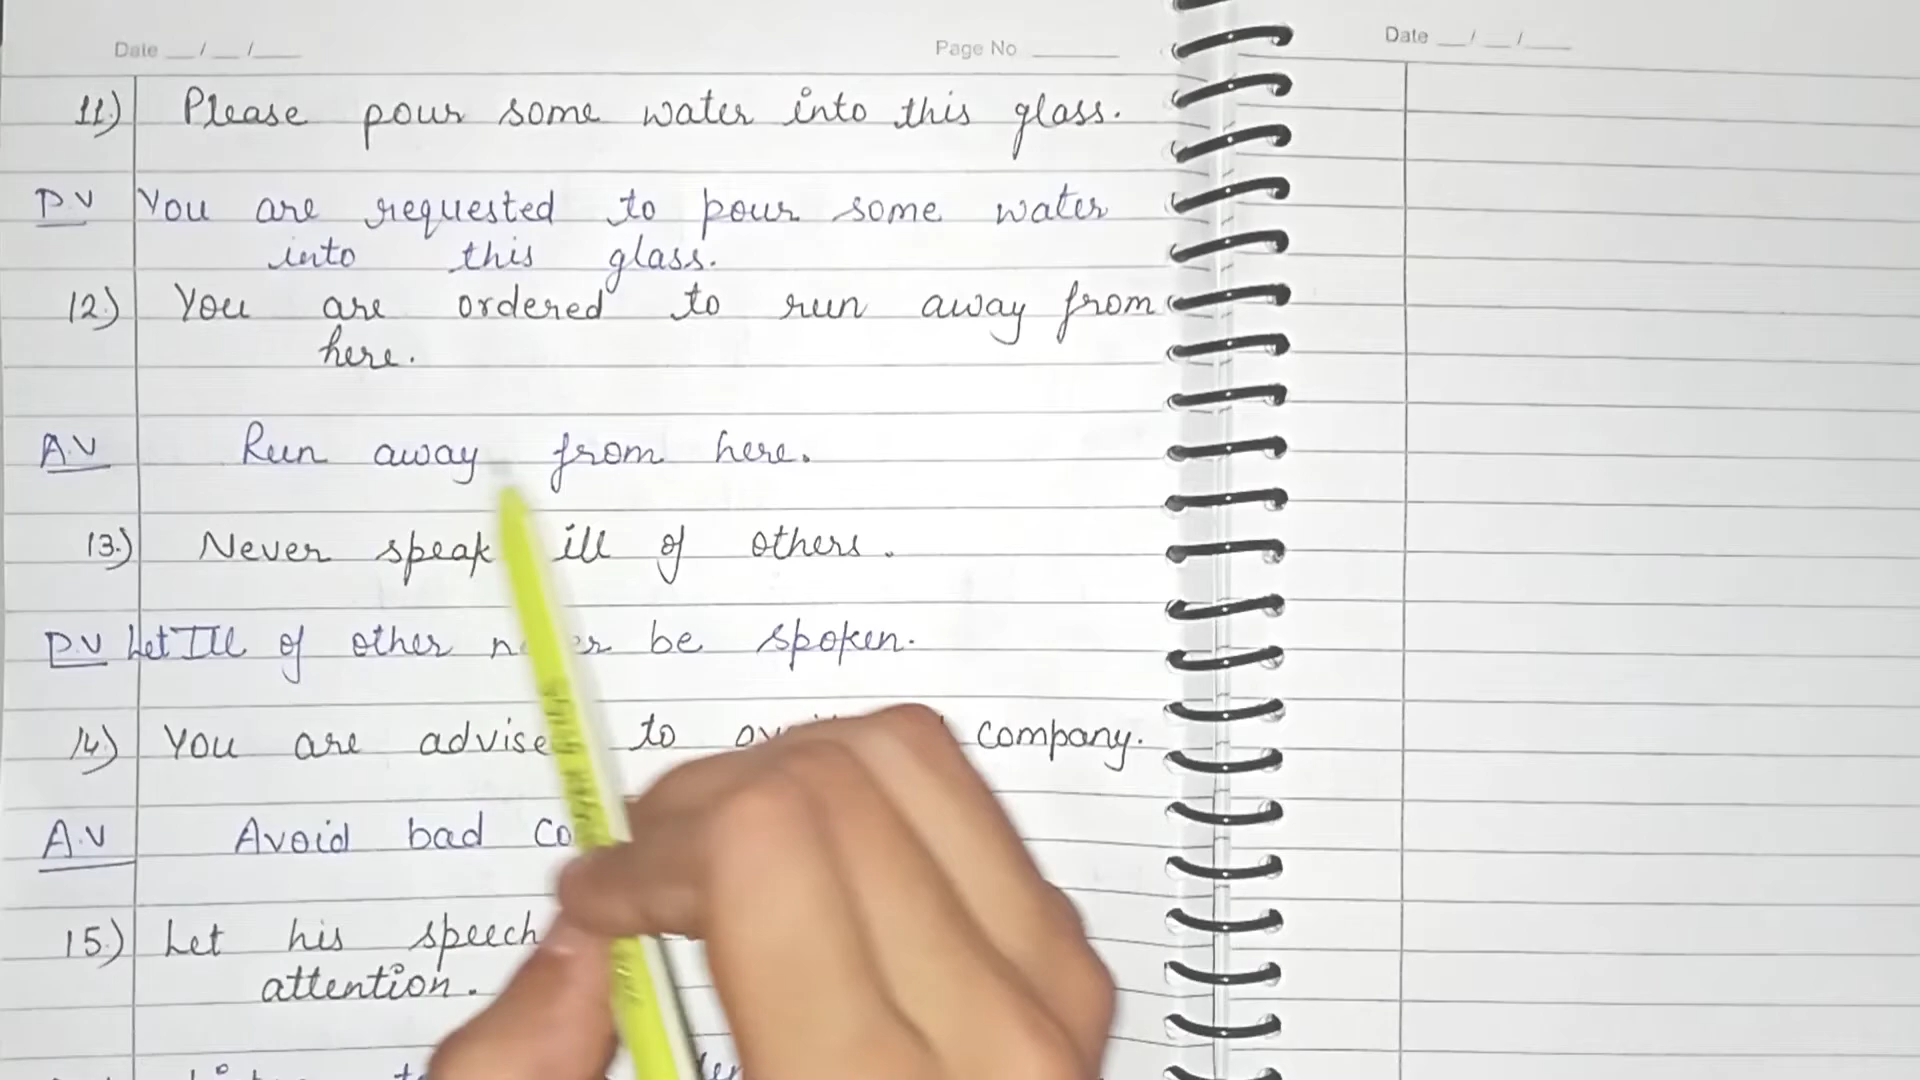 Date __/__/___
Page No ______
Date __/__/___
11) Please pour some water into this glass.
P.V You are requested to pour some water
into this glass.
12) You are ordered to run away from
here.
A.V Run away from here.
13.) Never speak ill of others.
P.V Let Ill of other be spoken.
14) You are to company.
A.V Avoid bad
15.) Let his speech
attention.